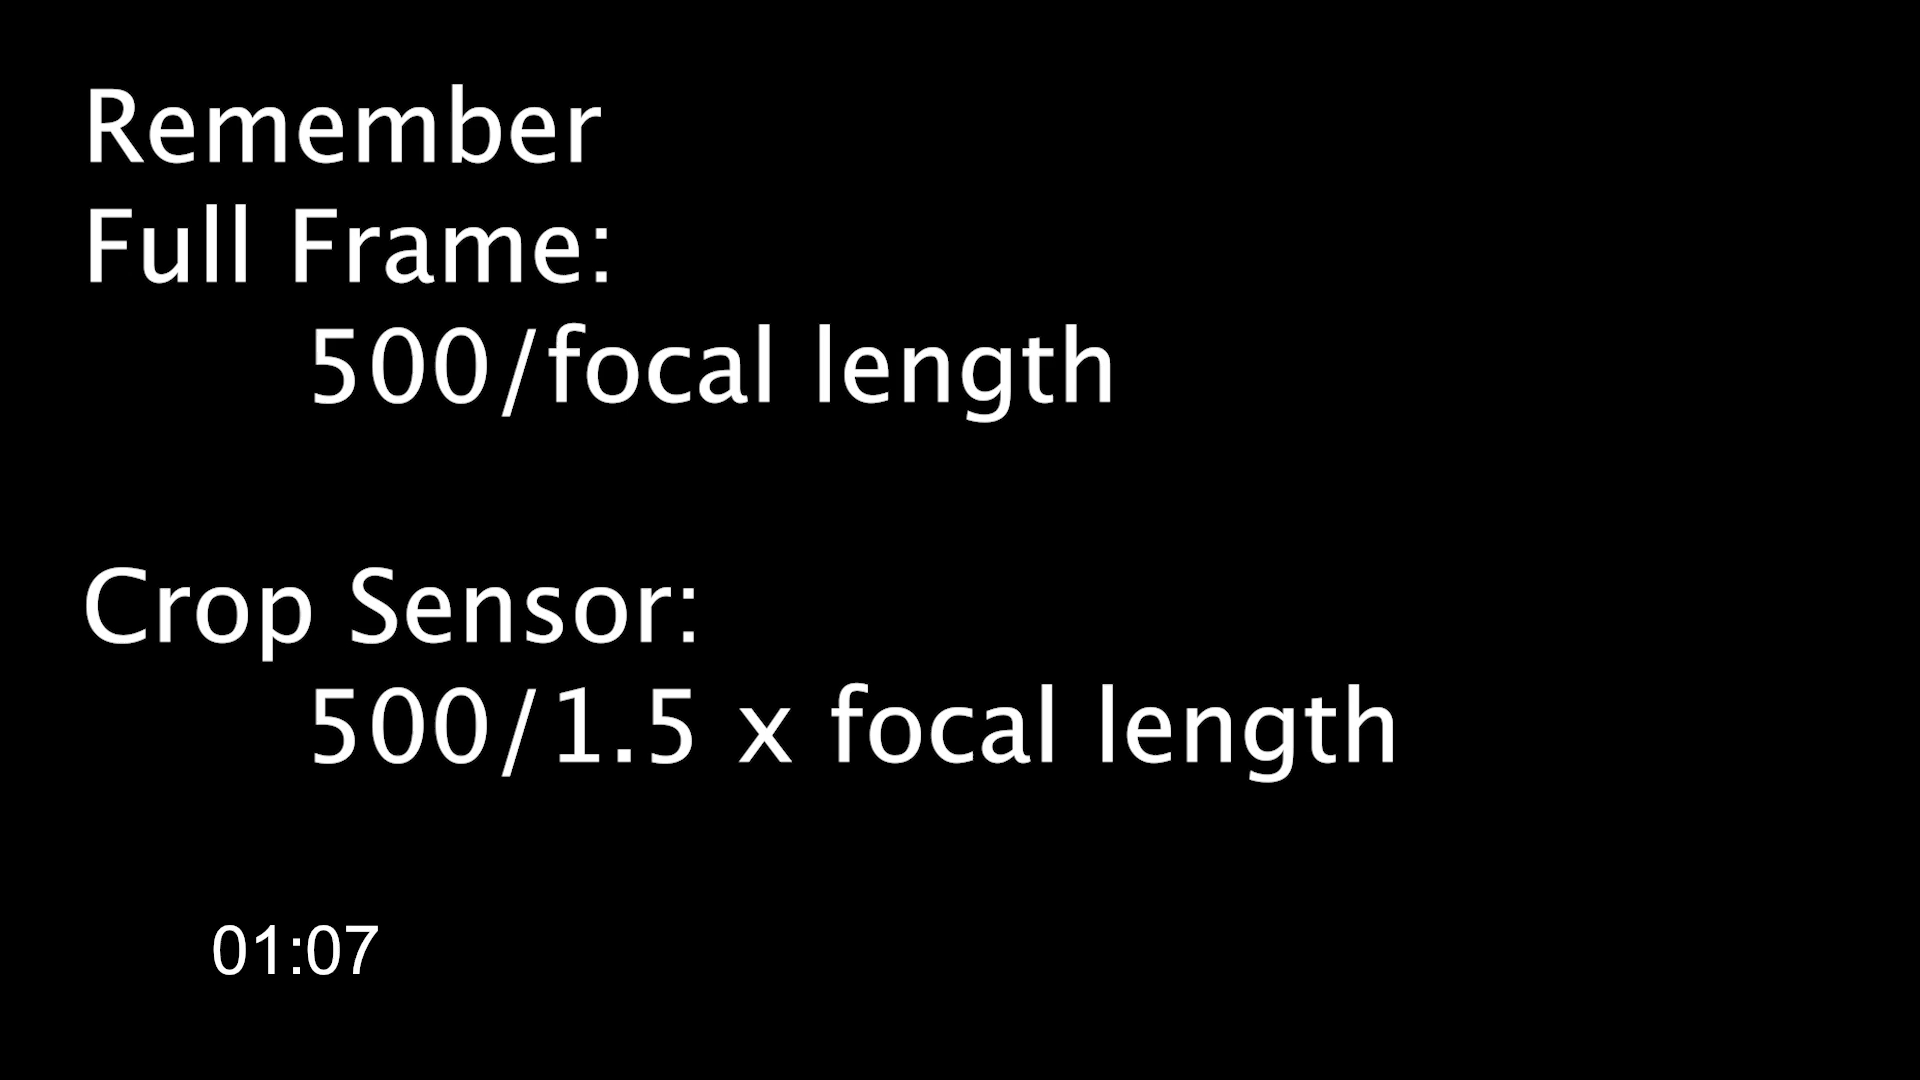 Remember
Full Frame:
500/focal length
Crop Sensor:
500/1.5 x focal length
01:07